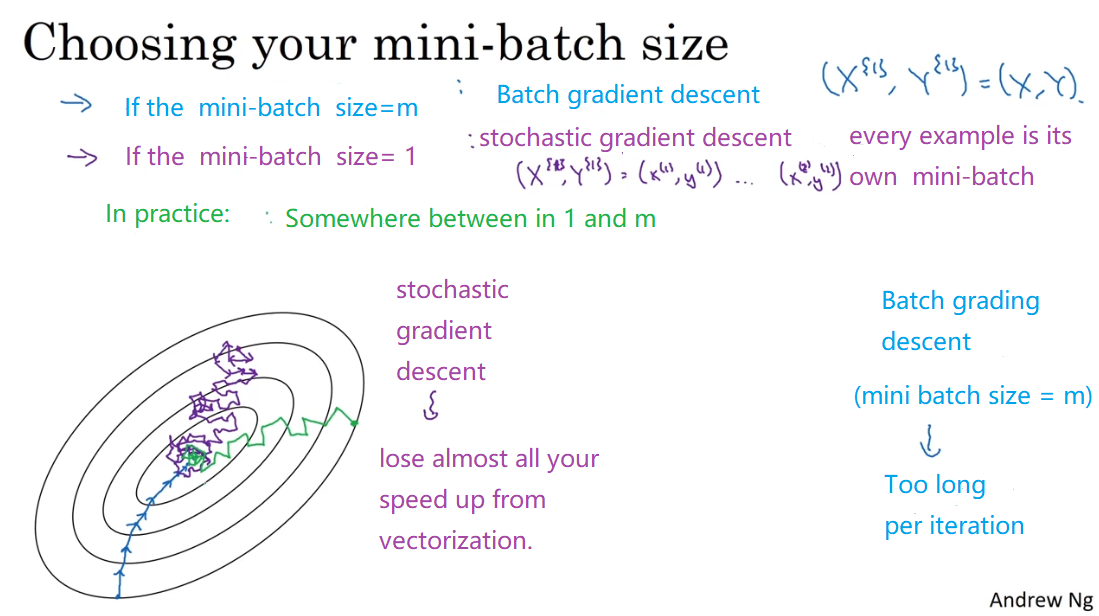 Choosing your mini-batch size
→ If the mini-batch size=m : Batch gradient descent (X^{1}, Y^{1}) = (X, Y).
→ If the mini-batch size= 1 : stochastic gradient descent every example is its
(X^{1}, Y^{1}) = (x^(1), y^(1)) ... own mini-batch
In practice: : Somewhere between in 1 and m
stochastic
gradient
descent
↓
lose almost all your
speed up from
vectorization.
Batch grading
descent
(mini batch size = m)
↓
Too long
per iteration
Andrew Ng